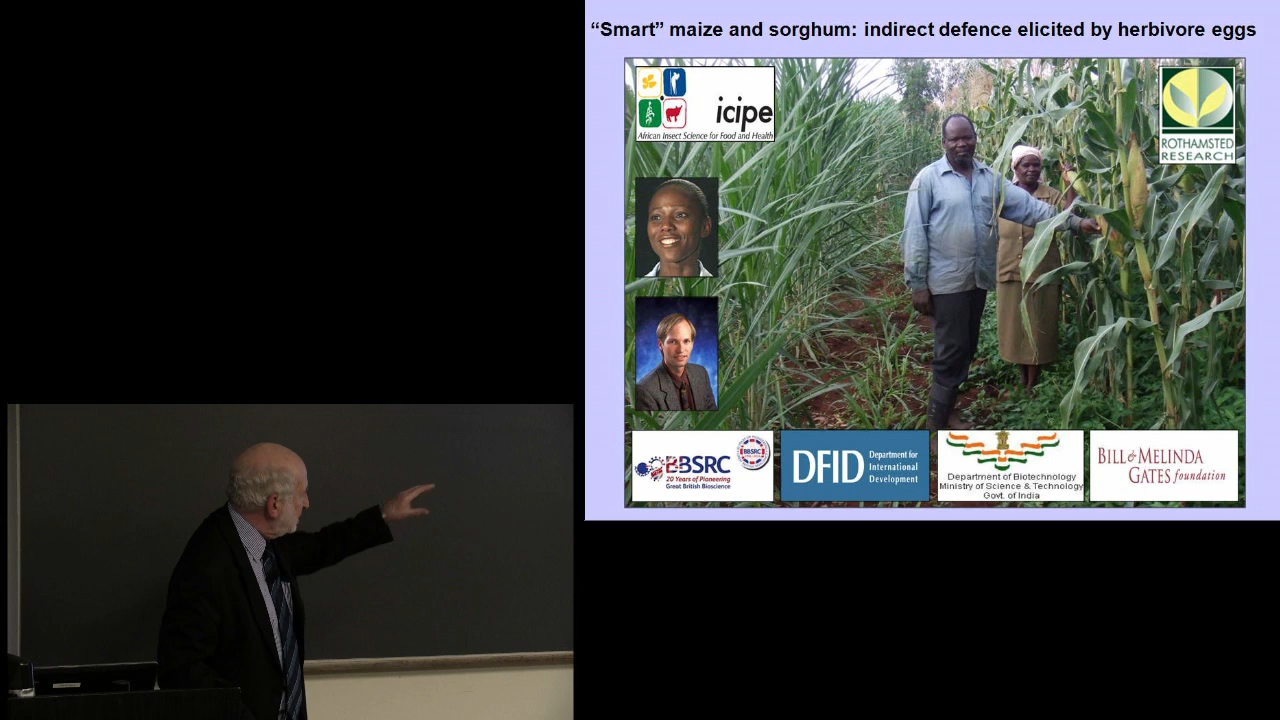 “Smart” maize and sorghum: indirect defence elicited by herbivore eggs
icipe
African Insect Science for Food and Health
ROTHAMSTED
RESEARCH
BBSRC
20 Years of Pioneering
Great British Bioscience
BBSRC
DFID
Department for
International
Development
Department of Biotechnology
Ministry of Science & Technology
Govt. of India
BILL & MELINDA
GATES foundation